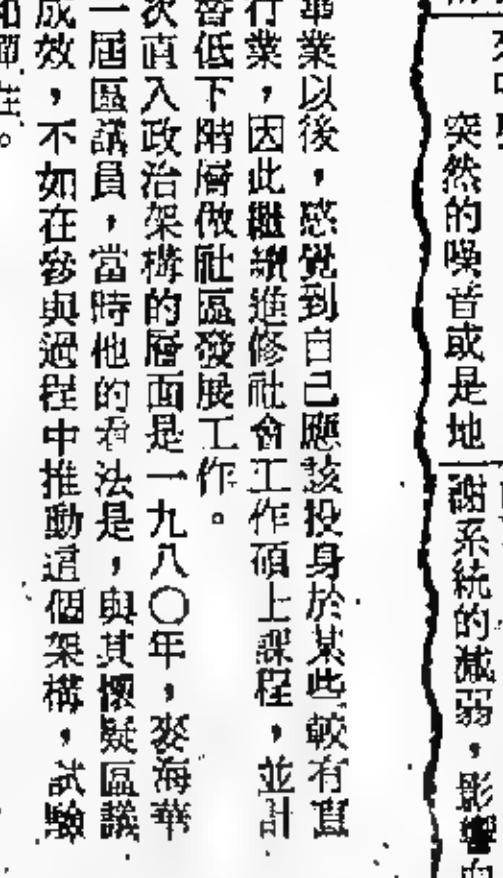 突然的噪音或是地
謝系統的減弱，影響
畢業以後，感覺到自己應該投身於某些較有直
行業，因此繼續進修社會工作碩士課程，並計
替低下階層做社區發展工作。
次直入政治架構的層面是一九八〇年，麥海華
一屆區議員，當時他的看法是，與其懷疑區議
成效，不如在參與過程中推動這個架構，試驗
和彈性。